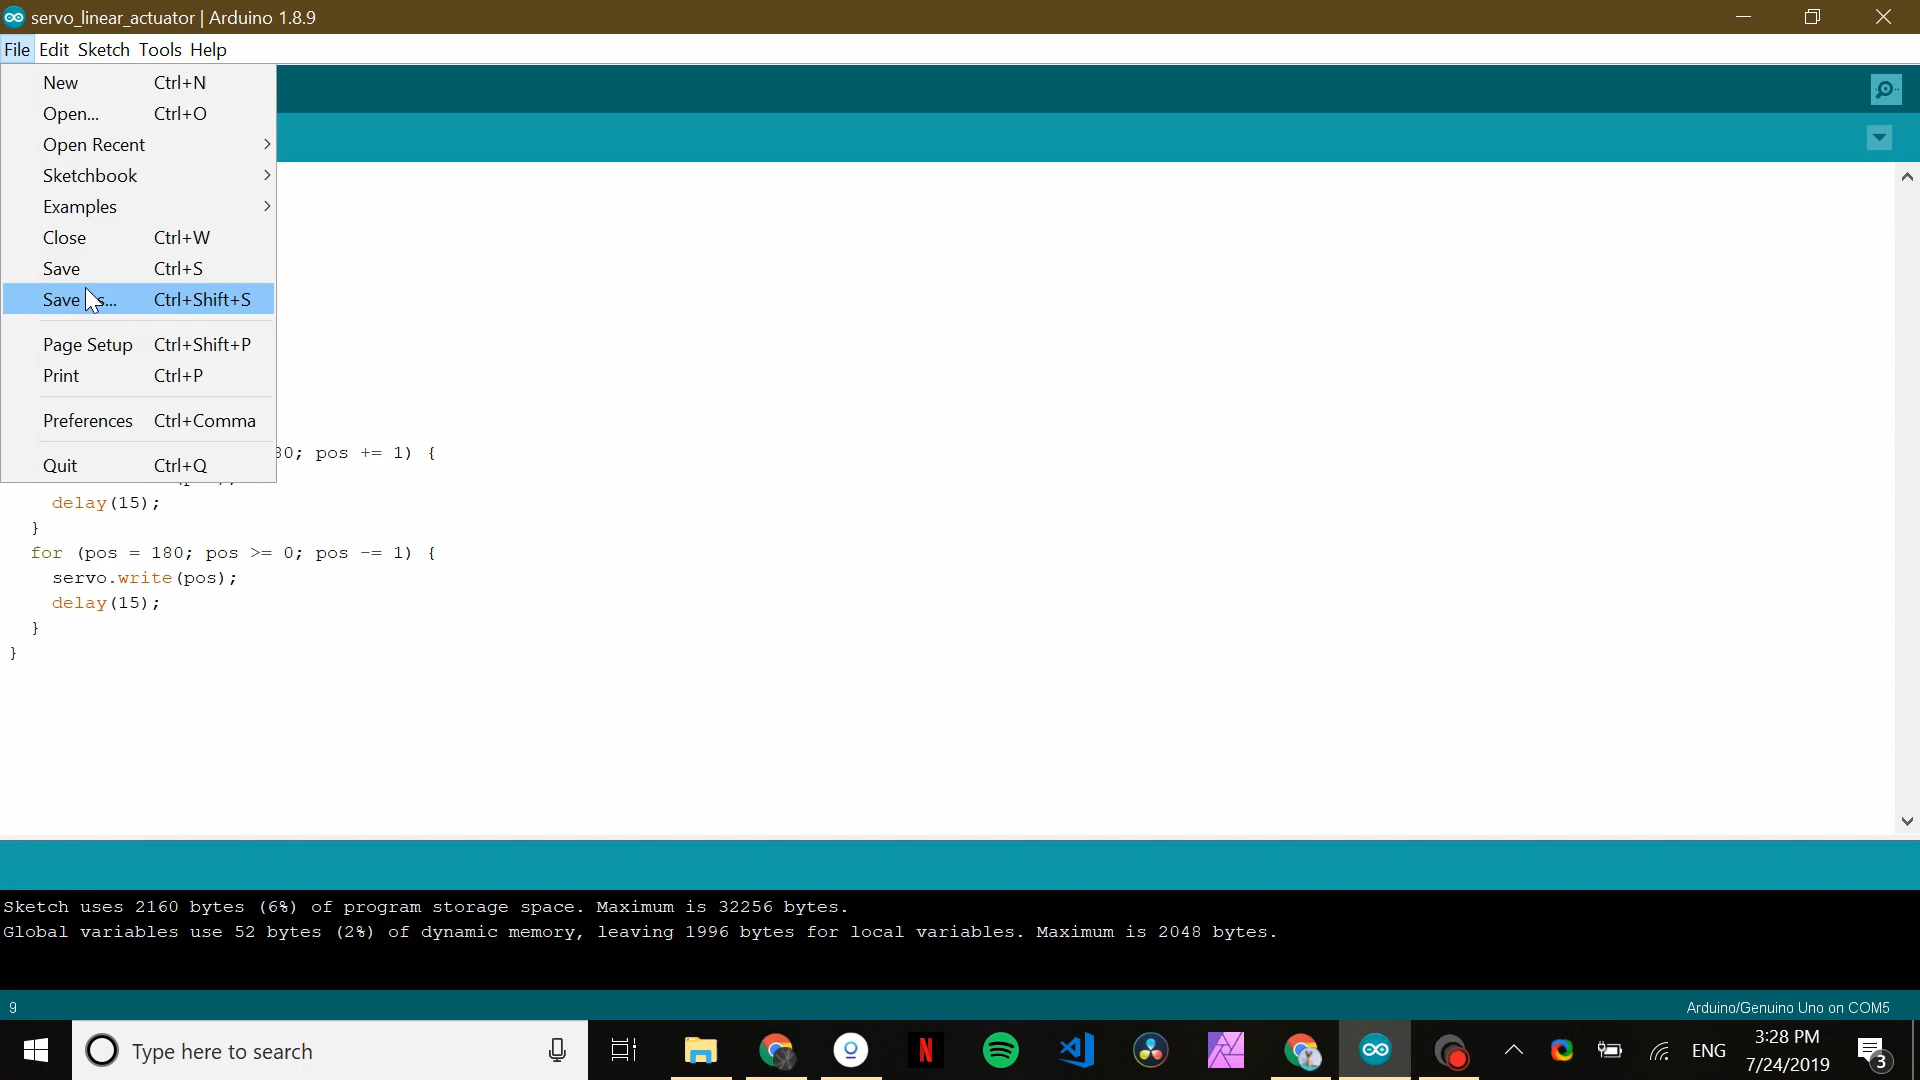 servo_linear_actuator | Arduino 1.8.9
File Edit Sketch Tools Help
New Ctrl+N
Open... Ctrl+O
Open Recent
Sketchbook
Examples
Close Ctrl+W
Save Ctrl+S
Save s... Ctrl+Shift+S
Page Setup Ctrl+Shift+P
Print Ctrl+P
Preferences Ctrl+Comma
Quit Ctrl+Q
80; pos += 1) {
delay(15);
}
for (pos = 180; pos >= 0; pos -= 1) {
servo.write(pos);
delay(15);
}
}
Sketch uses 2160 bytes (6%) of program storage space. Maximum is 32256 bytes.
Global variables use 52 bytes (2%) of dynamic memory, leaving 1996 bytes for local variables. Maximum is 2048 bytes.
9 Arduino/Genuino Uno on COM5
Type here to search
ENG
3:28 PM
7/24/2019
3